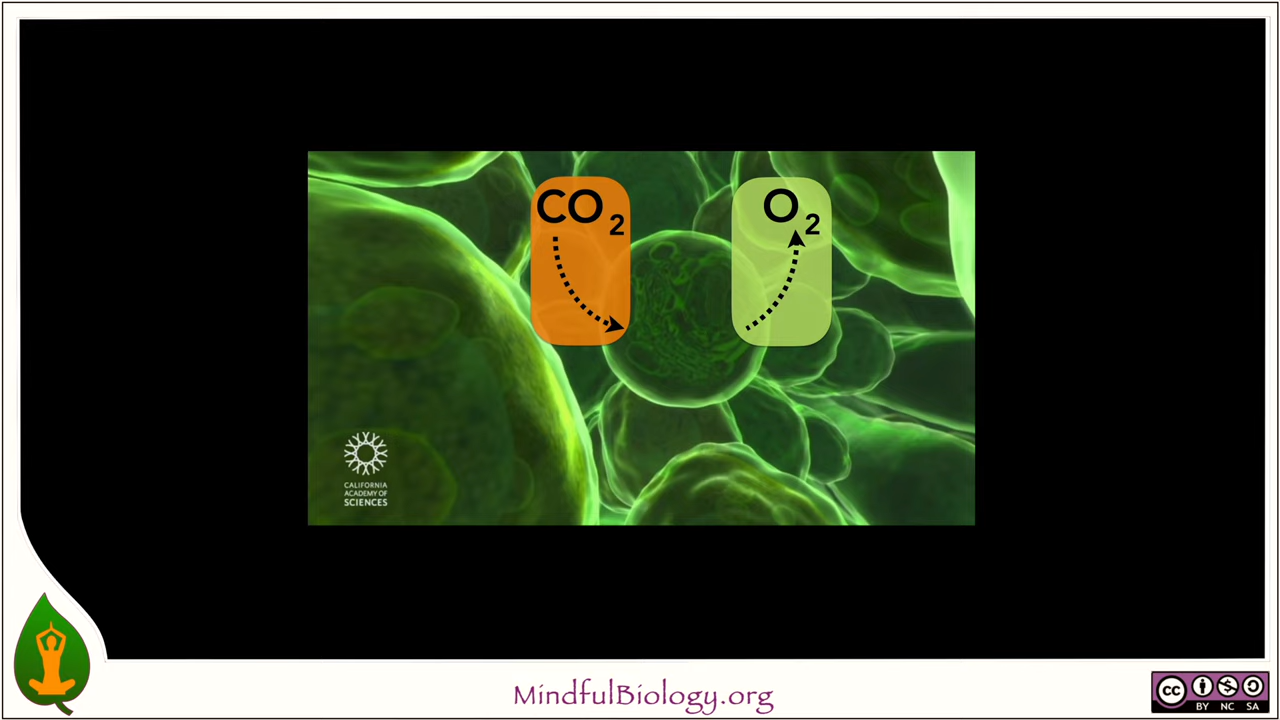 CO2
O2
CALIFORNIA
ACADEMY OF
SCIENCES
MindfulBiology.org
cc
BY NC SA